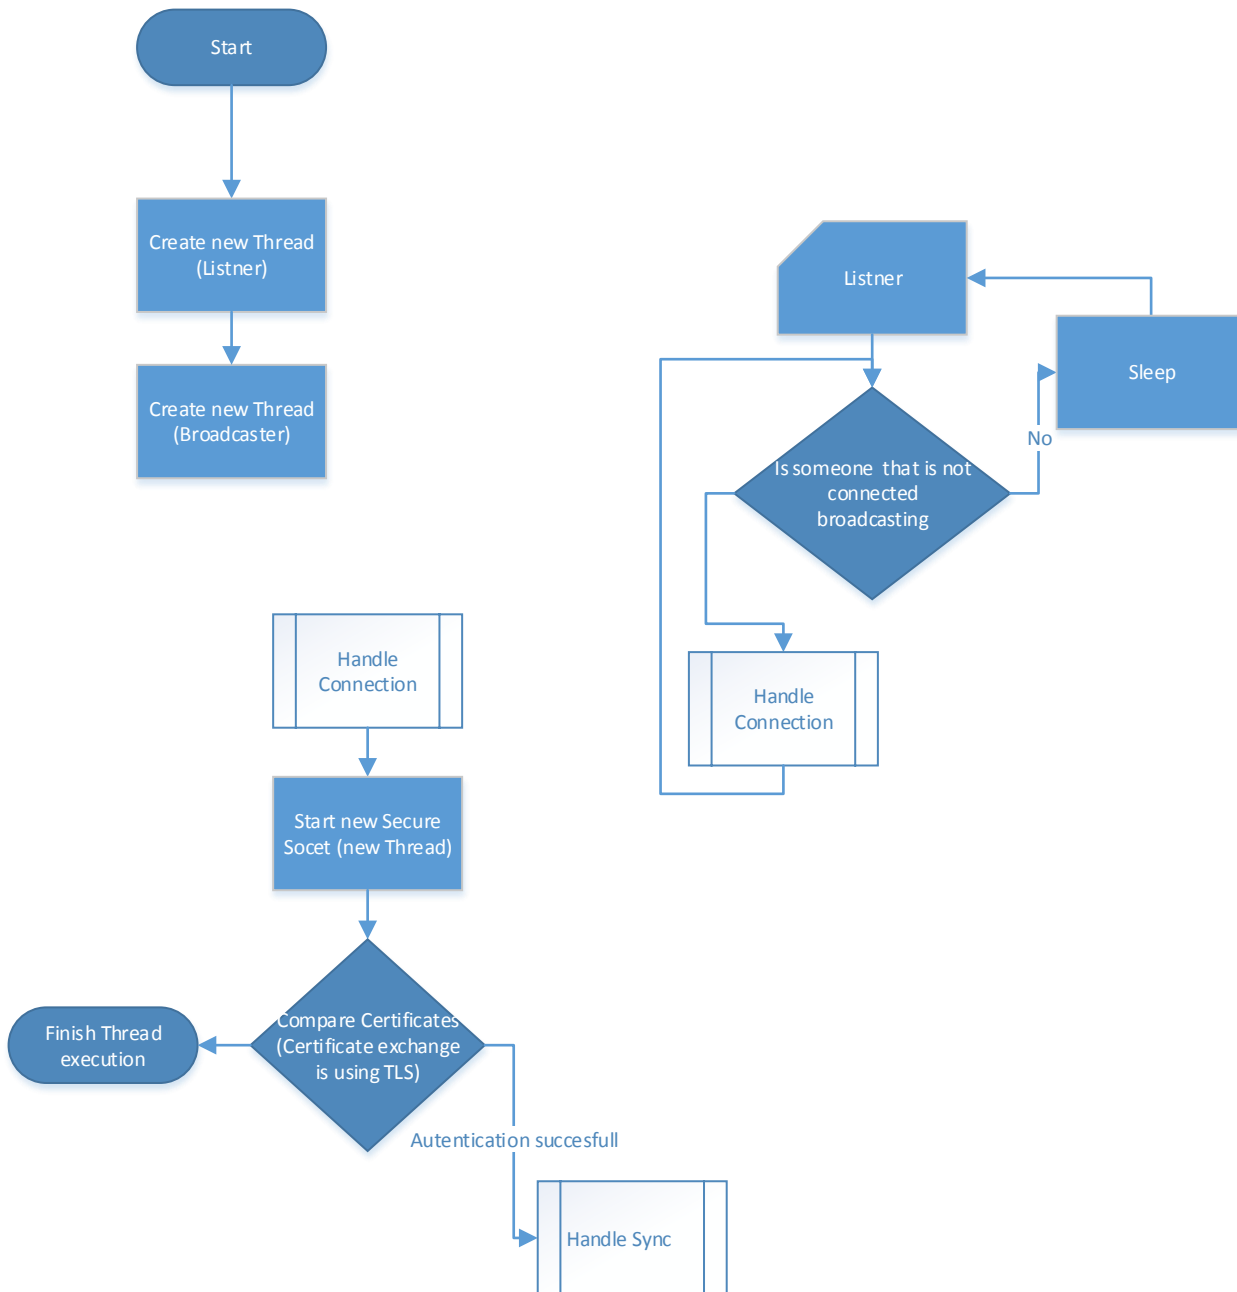 Start
Create new Thread
(Listner)
Create new Thread
(Broadcaster)
Listner
Sleep
No
Is someone that is not
connected
broadcasting
Handle
Connection
Handle
Connection
Start new Secure
Socet (new Thread)
Compare Certificates
(Certificate exchange
is using TLS)
Finish Thread
execution
Autentication succesfull
Handle Sync